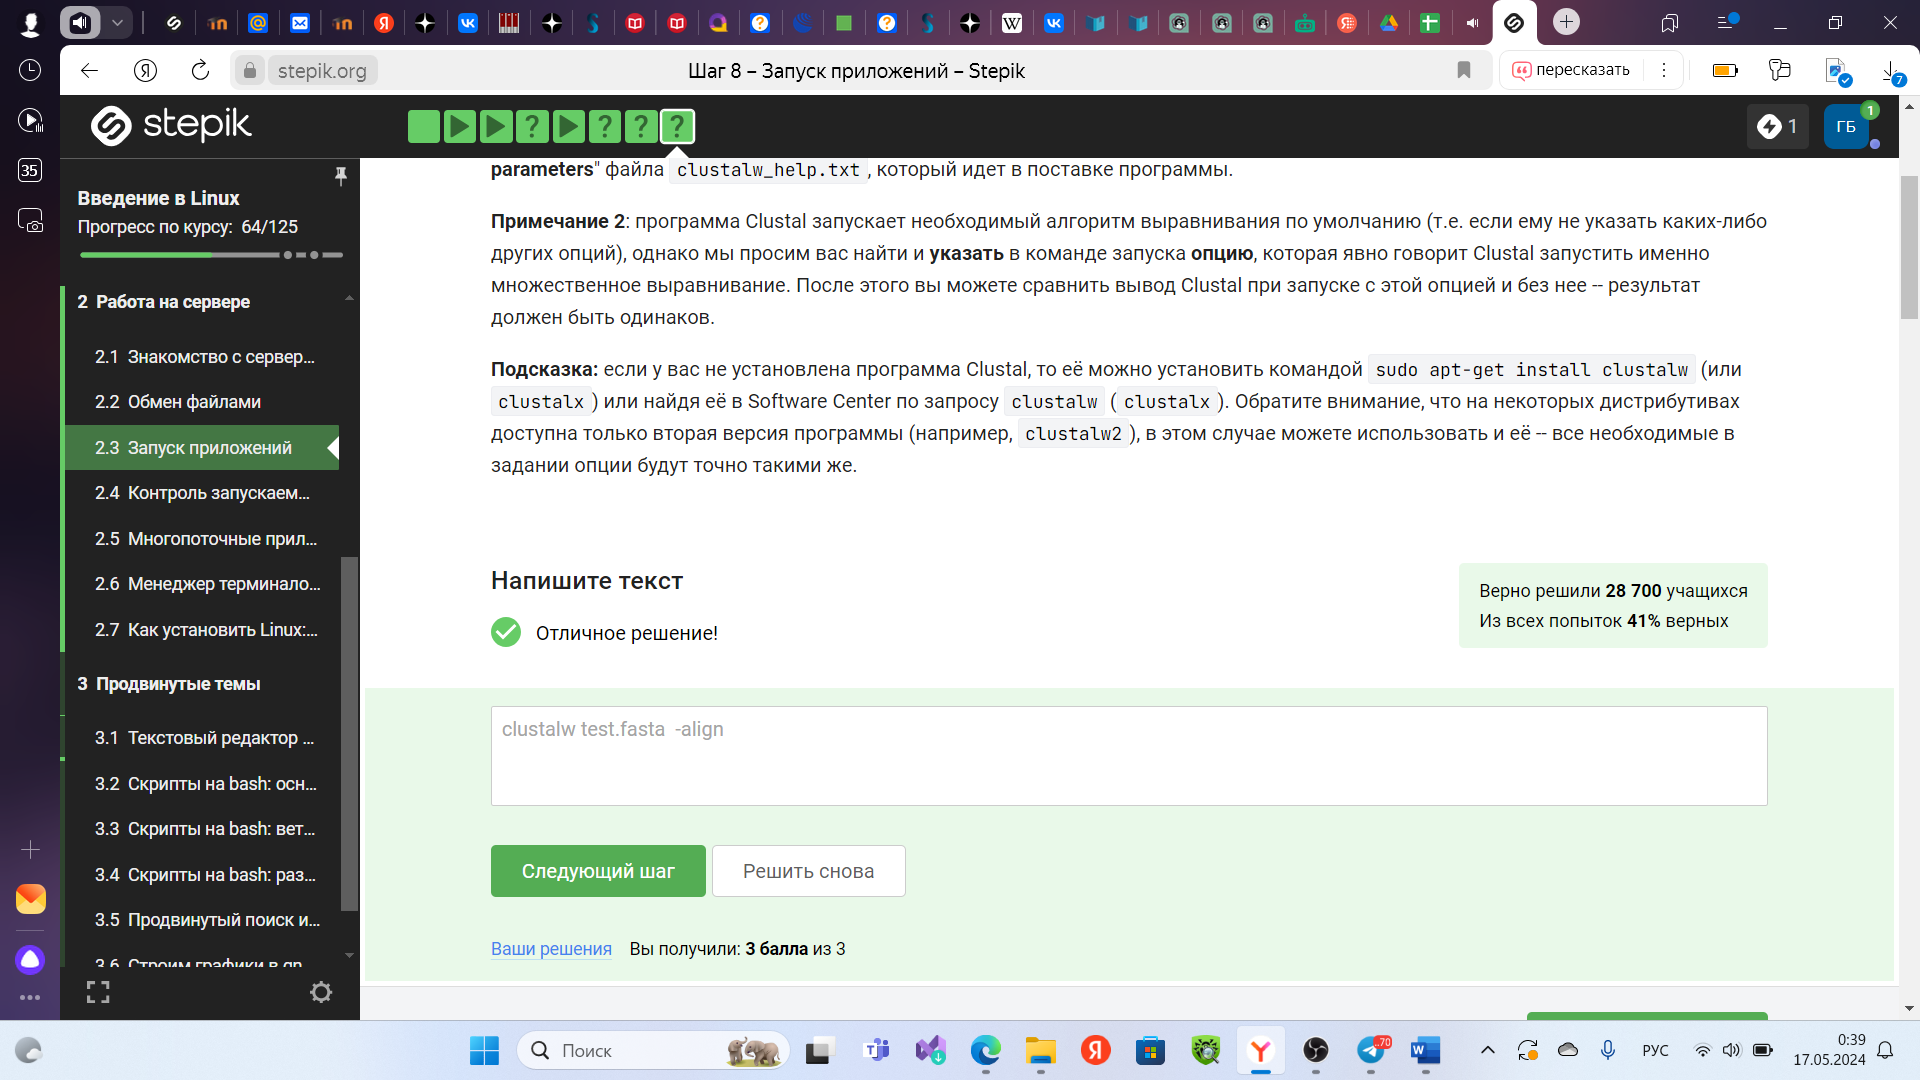 stepik.org
Шаг 8 – Запуск приложений – Stepik
пересказать
7
35
stepik
1
ГБ
1
Введение в Linux
Прогресс по курсу: 64/125
2 Работа на сервере
2.1 Знакомство с сервер...
2.2 Обмен файлами
2.3 Запуск приложений
2.4 Контроль запускаем...
2.5 Многопоточные прил...
2.6 Менеджер терминало...
2.7 Как установить Linux:...
3 Продвинутые темы
3.1 Текстовый редактор ...
3.2 Скрипты на bash: осн...
3.3 Скрипты на bash: вет...
3.4 Скрипты на bash: раз...
3.5 Продвинутый поиск и...
3.6 Строим графики в gn...
parameters" файла clustalw_help.txt, который идет в поставке программы.
Примечание 2: программа Clustal запускает необходимый алгоритм выравнивания по умолчанию (т.е. если ему не указать каких-либо
других опций), однако мы просим вас найти и указать в команде запуска опцию, которая явно говорит Clustal запустить именно
множественное выравнивание. После этого вы можете сравнить вывод Clustal при запуске с этой опцией и без нее -- результат
должен быть одинаков.
Подсказка: если у вас не установлена программа Clustal, то её можно установить командой sudo apt-get install clustalw (или
clustalx) или найдя её в Software Center по запросу clustalw (clustalx). Обратите внимание, что на некоторых дистрибутивах
доступна только вторая версия программы (например, clustalw2), в этом случае можете использовать и её -- все необходимые в
задании опции будут точно такими же.
Напишите текст
Отличное решение!
Верно решили 28 700 учащихся
Из всех попыток 41% верных
clustalw test.fasta  -align
Следующий шаг
Решить снова
Ваши решения Вы получили: 3 балла из 3
Поиск
..70
РУС
0:39
17.05.2024